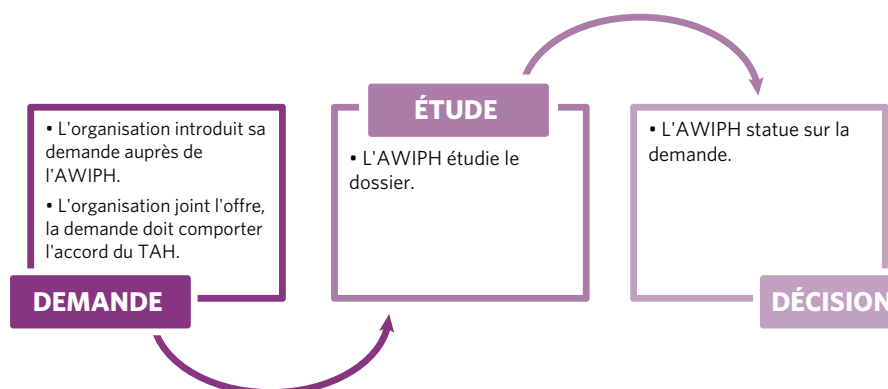 • L'organisation introduit sa
demande auprès de
l'AWIPH.
• L'organisation joint l'offre,
la demande doit comporter
l'accord du TAH.
DEMANDE
ÉTUDE
• L'AWIPH étudie le
dossier.
• L'AWIPH statue sur la
demande.
DÉCISION